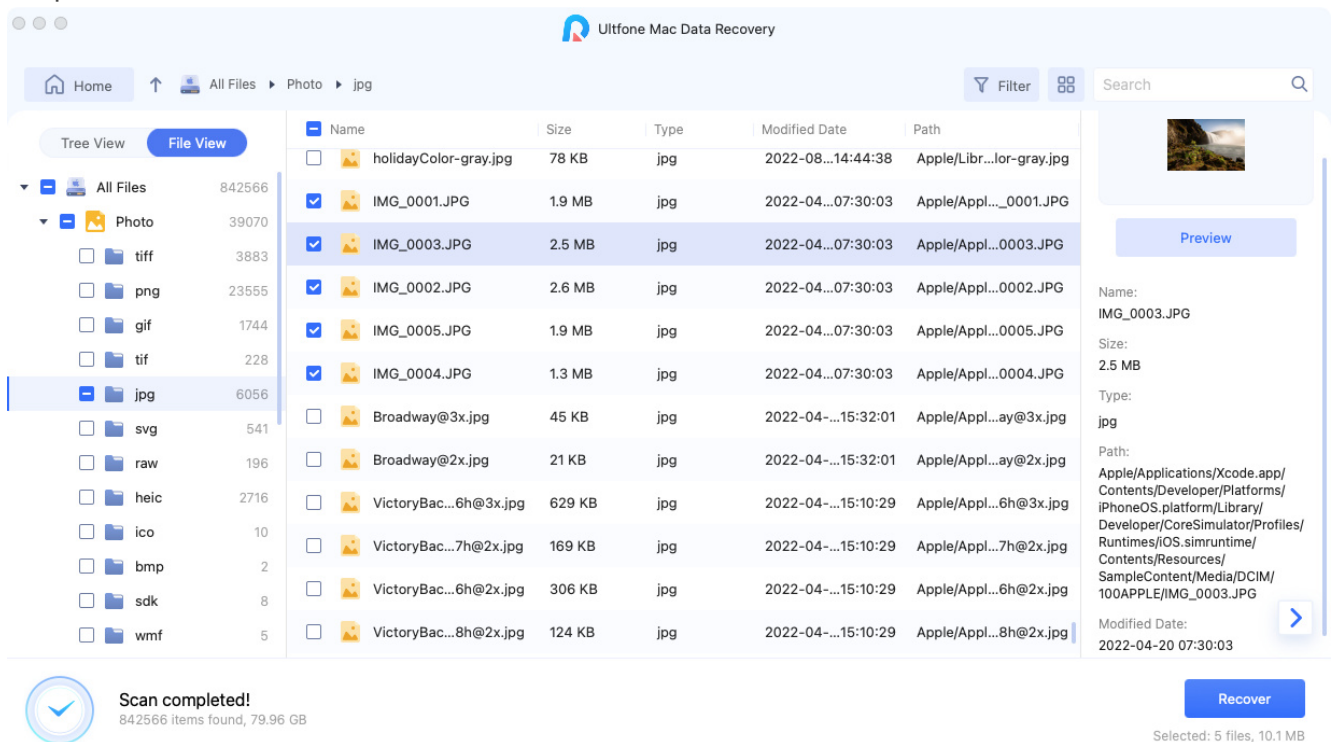 Ultfone Mac Data Recovery
Home
All Files
Photo
jpg
Filter
Search
Tree View
File View
All Files 842566
Photo 39070
tiff 3883
png 23555
gif 1744
tif 228
jpg 6056
svg 541
raw 196
heic 2716
ico 10
bmp 2
sdk 8
wmf 5
Name Size Type Modified Date Path
holidayColor-gray.jpg 78 KB jpg 2022-08...14:44:38 Apple/Libr...lor-gray.jpg
IMG_0001.JPG 1.9 MB jpg 2022-04...07:30:03 Apple/Appl..._0001.JPG
IMG_0003.JPG 2.5 MB jpg 2022-04...07:30:03 Apple/Appl...0003.JPG
IMG_0002.JPG 2.6 MB jpg 2022-04...07:30:03 Apple/Appl...0002.JPG
IMG_0005.JPG 1.9 MB jpg 2022-04...07:30:03 Apple/Appl...0005.JPG
IMG_0004.JPG 1.3 MB jpg 2022-04...07:30:03 Apple/Appl...0004.JPG
Broadway@3x.jpg 45 KB jpg 2022-04-...15:32:01 Apple/Appl...ay@3x.jpg
Broadway@2x.jpg 21 KB jpg 2022-04-...15:32:01 Apple/Appl...ay@2x.jpg
VictoryBac...6h@3x.jpg 629 KB jpg 2022-04-...15:10:29 Apple/Appl...6h@3x.jpg
VictoryBac...7h@2x.jpg 169 KB jpg 2022-04-...15:10:29 Apple/Appl...7h@2x.jpg
VictoryBac...6h@2x.jpg 306 KB jpg 2022-04-...15:10:29 Apple/Appl...6h@2x.jpg
VictoryBac...8h@2x.jpg 124 KB jpg 2022-04-...15:10:29 Apple/Appl...8h@2x.jpg
Preview
Name:
IMG_0003.JPG
Size:
2.5 MB
Type:
jpg
Path:
Apple/Applications/Xcode.app/
Contents/Developer/Platforms/
iPhoneOS.platform/Library/
Developer/CoreSimulator/Profiles/
Runtimes/iOS.simruntime/
Contents/Resources/
SampleContent/Media/DCIM/
100APPLE/IMG_0003.JPG
Modified Date:
2022-04-20 07:30:03
Scan completed!
842566 items found, 79.96 GB
Recover
Selected: 5 files, 10.1 MB